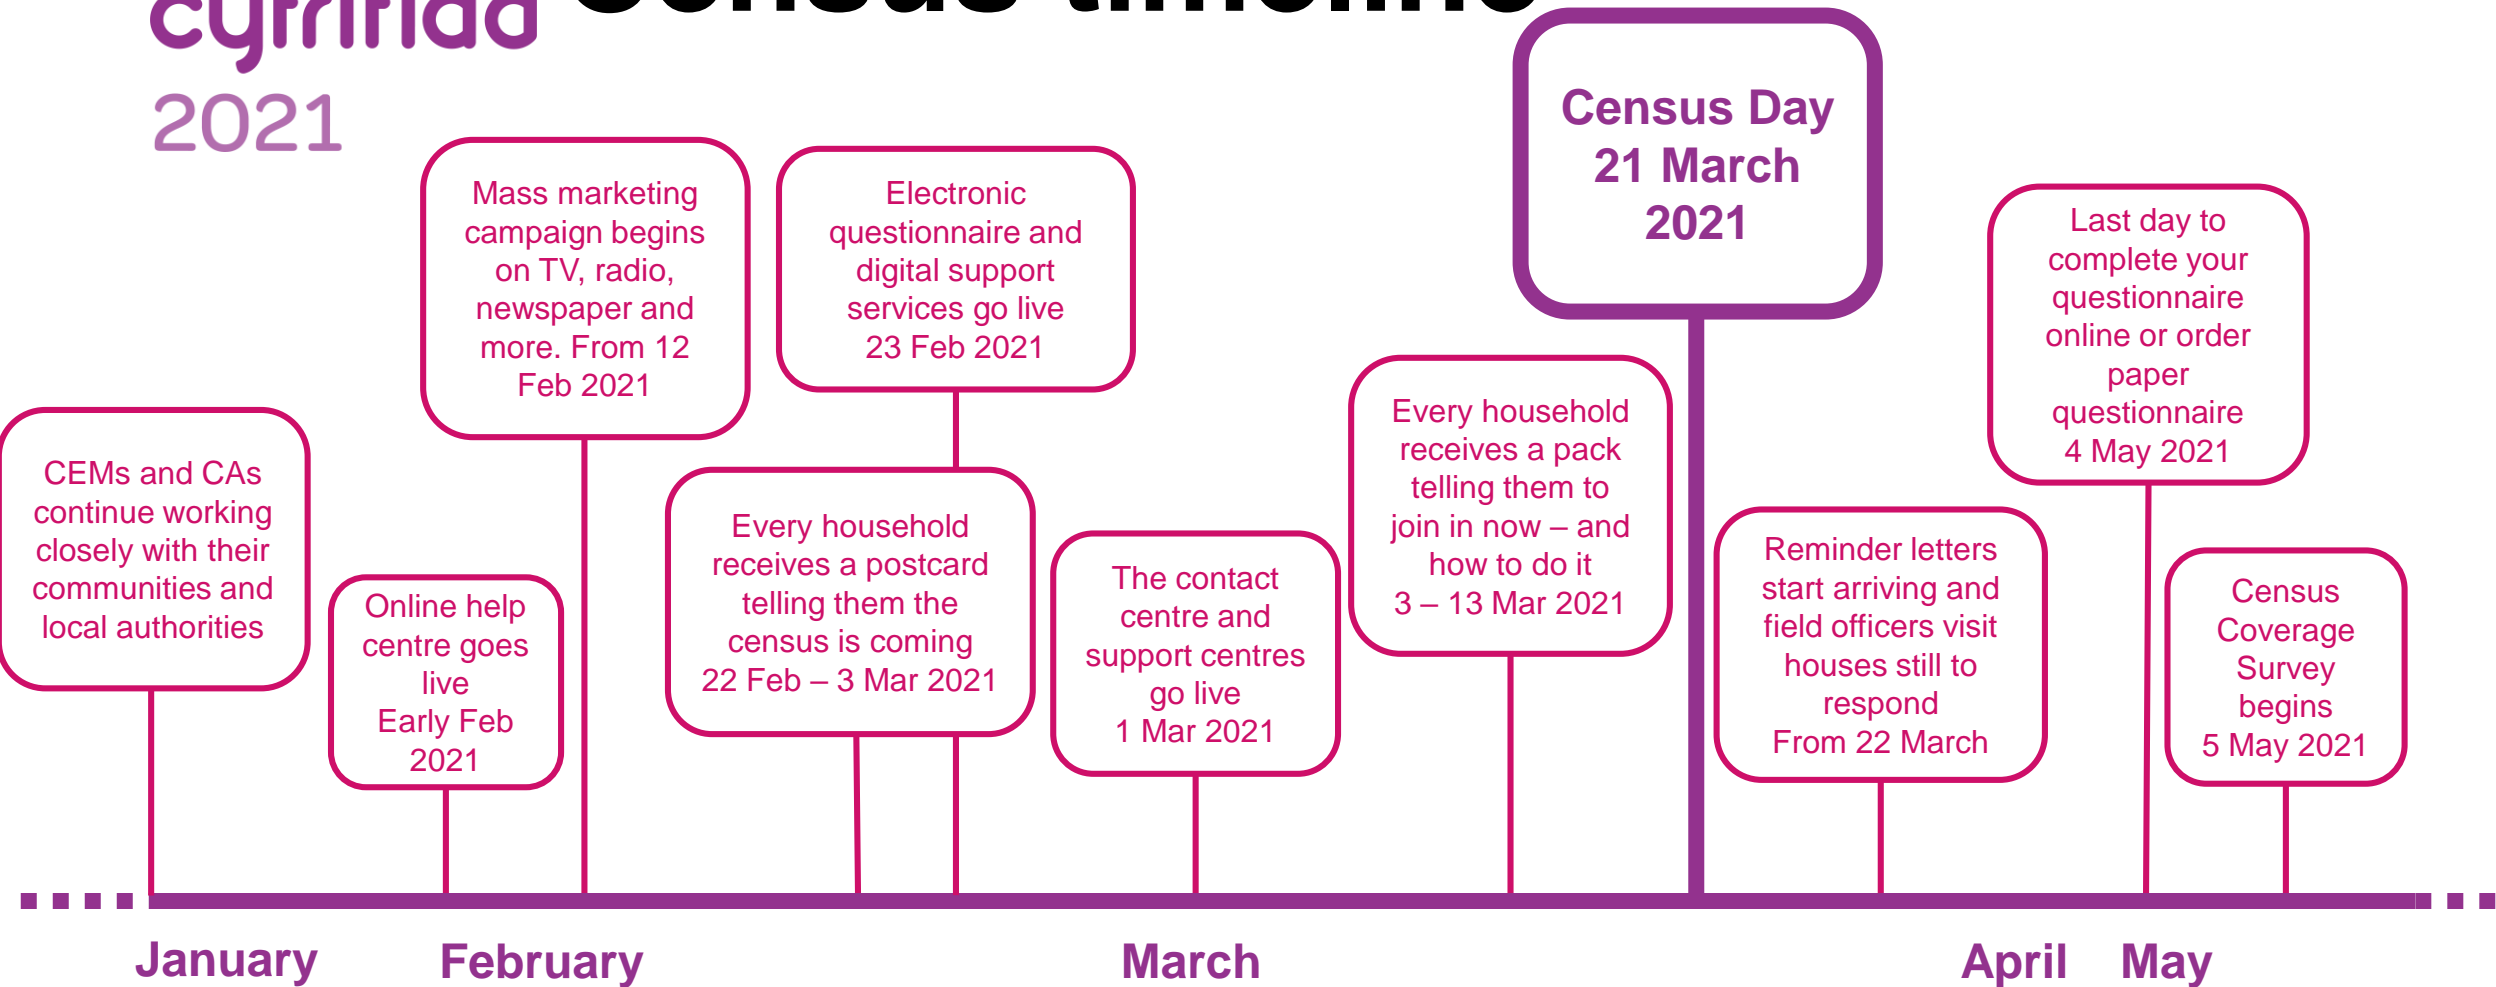 cyfrifiad
Census timeline
2021
Census Day
21 March
2021
Mass marketing
campaign begins
on TV, radio,
newspaper and
more. From 12
Feb 2021
Electronic
questionnaire and
digital support
services go live
23 Feb 2021
Last day to
complete your
questionnaire
online or order
paper
questionnaire
4 May 2021
CEMs and CAs
continue working
closely with their
communities and
local authorities
Online help
centre goes
live
Early Feb
2021
Every household
receives a postcard
telling them the
census is coming
22 Feb – 3 Mar 2021
The contact
centre and
support centres
go live
1 Mar 2021
Every household
receives a pack
telling them to
join in now – and
how to do it
3 – 13 Mar 2021
Reminder letters
start arriving and
field officers visit
houses still to
respond
From 22 March
Census
Coverage
Survey
begins
5 May 2021
January
February
March
April
May